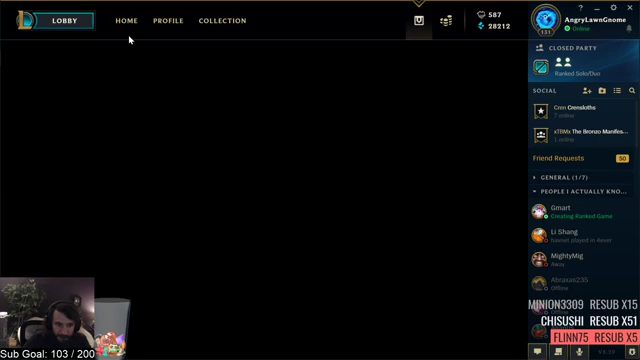 LOBBY
HOME
PROFILE
COLLECTION
587
28212
AngryLawnGnome
Online
131
CLOSED PARTY
Ranked Solo/Duo
SOCIAL
Cren Crensloths
7 online
xTBMx The Bronzo Manifes...
1 online
Friend Requests
50
GENERAL (1/7)
PEOPLE I ACTUALLY KNO...
Gmart
Creating Ranked Game
Li Shang
MightyMig
Away
Abraxas235
Offline
MINION3309 RESUB X15
CHISUSHI RESUB X51
FLINN75 RESUB X5
Sub Goal: 103 / 200